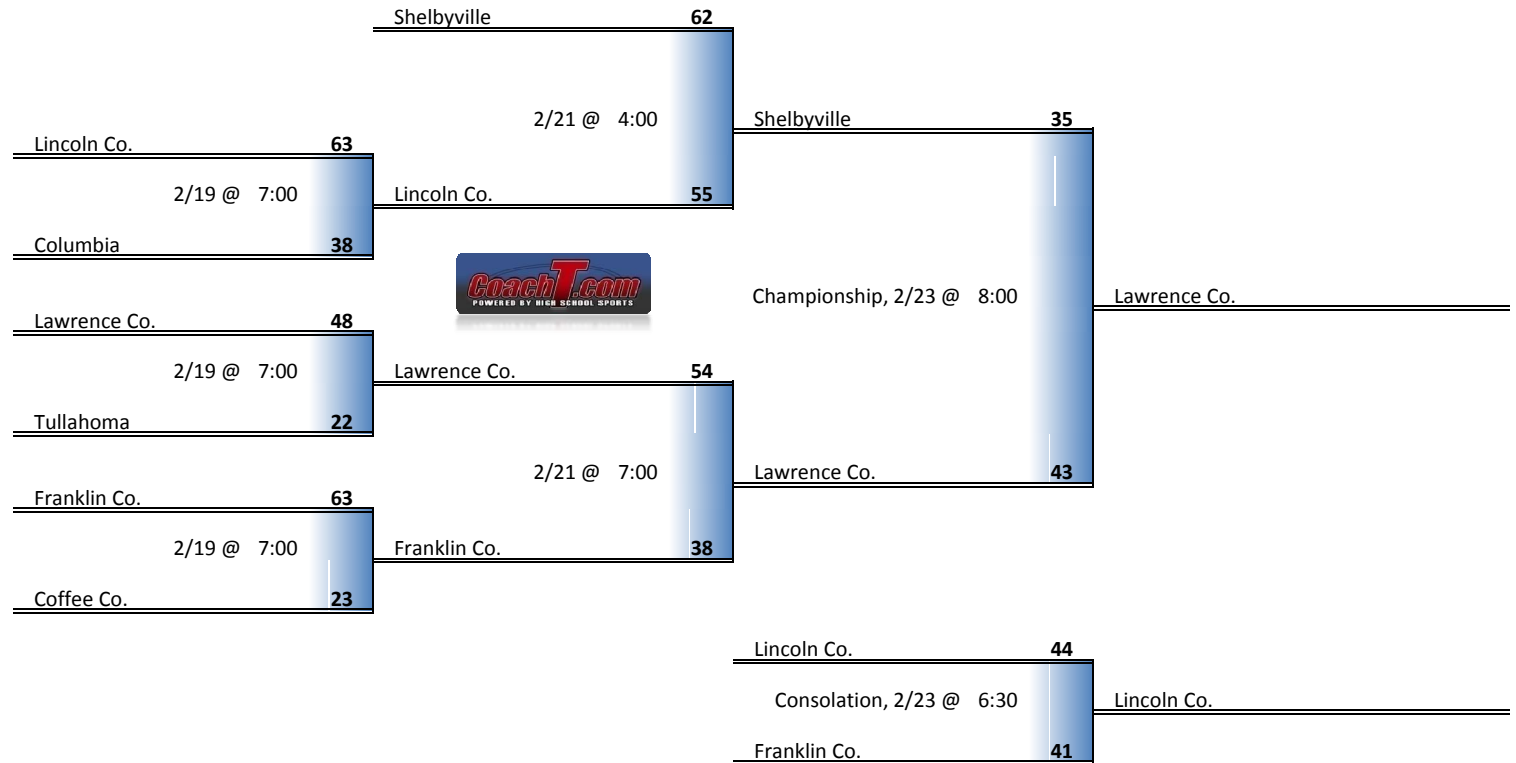 Shelbyville 62
2/21 @ 4:00
Shelbyville 35
Lincoln Co. 63
2/19 @ 7:00
Lincoln Co. 55
Columbia 38
CoachT.com
POWERED BY HIGH SCHOOL SPORTS
Championship, 2/23 @ 8:00
Lawrence Co.
Lawrence Co. 48
2/19 @ 7:00
Lawrence Co. 54
Tullahoma 22
2/21 @ 7:00
Lawrence Co. 43
Franklin Co. 63
2/19 @ 7:00
Franklin Co. 38
Coffee Co. 23
Lincoln Co. 44
Consolation, 2/23 @ 6:30
Lincoln Co.
Franklin Co. 41